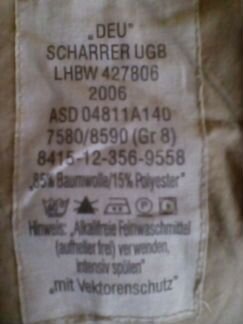 „DEU"
SCHARRER UGB
LHBW 427806
2006
ASD 04811A140
7580/8590 (Gr 8)
8415-12-356-9558
„85% Baumwolle/15% Polyester"
Hinweis: „Alkalifreie Feinwaschmittel
(aufheller frei) verwenden,
intensiv spülen"
„mit Vektorenschutz"